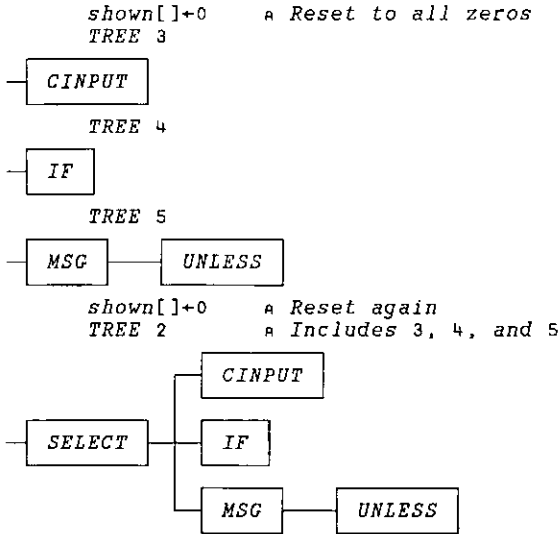 shown[]←0 ⍝ Reset to all zeros
TREE 3
CINPUT
TREE 4
IF
TREE 5
MSG UNLESS
shown[]←0 ⍝ Reset again
TREE 2 ⍝ Includes 3, 4, and 5
CINPUT
SELECT IF
MSG UNLESS